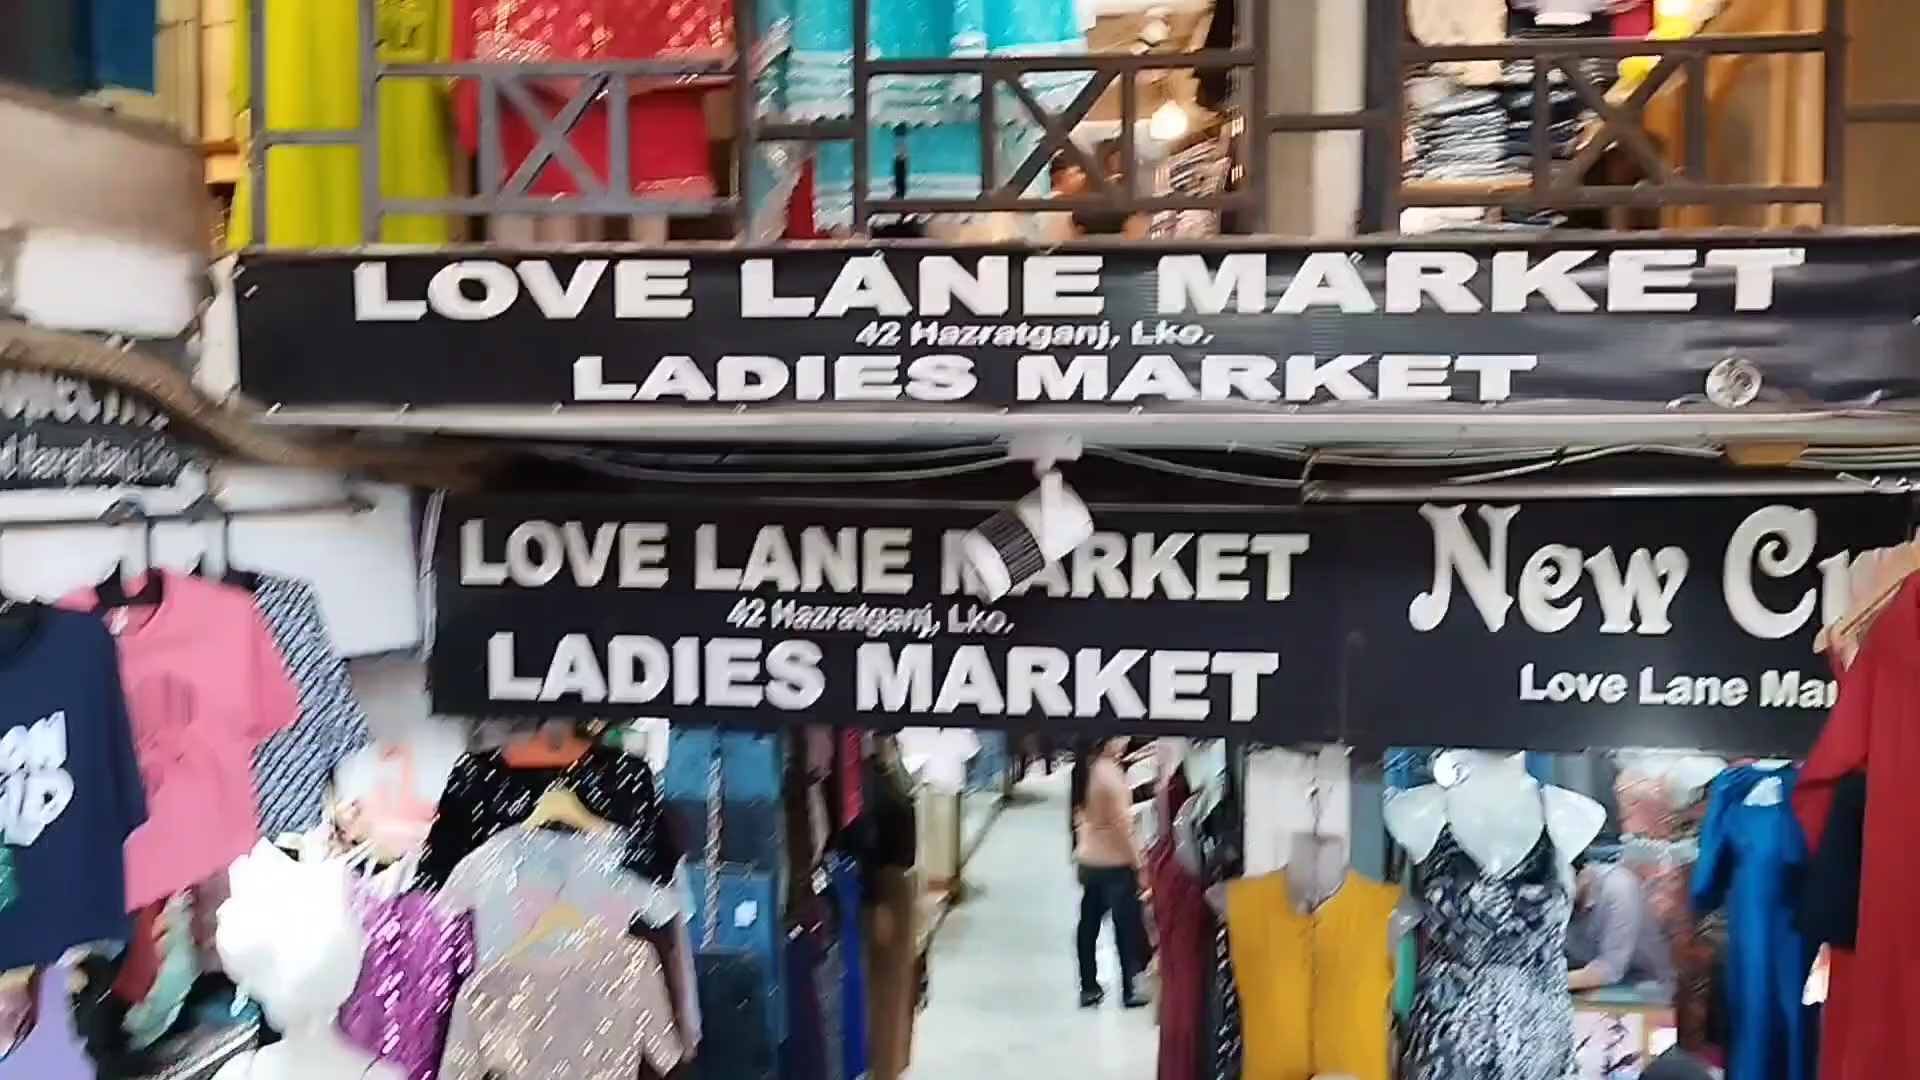 LOVE LANE MARKET
42 Hazratganj, Lko.
LADIES MARKET
LOVE LANE MARKET
42 Hazratganj, Lko.
LADIES MARKET
New
Love Lane